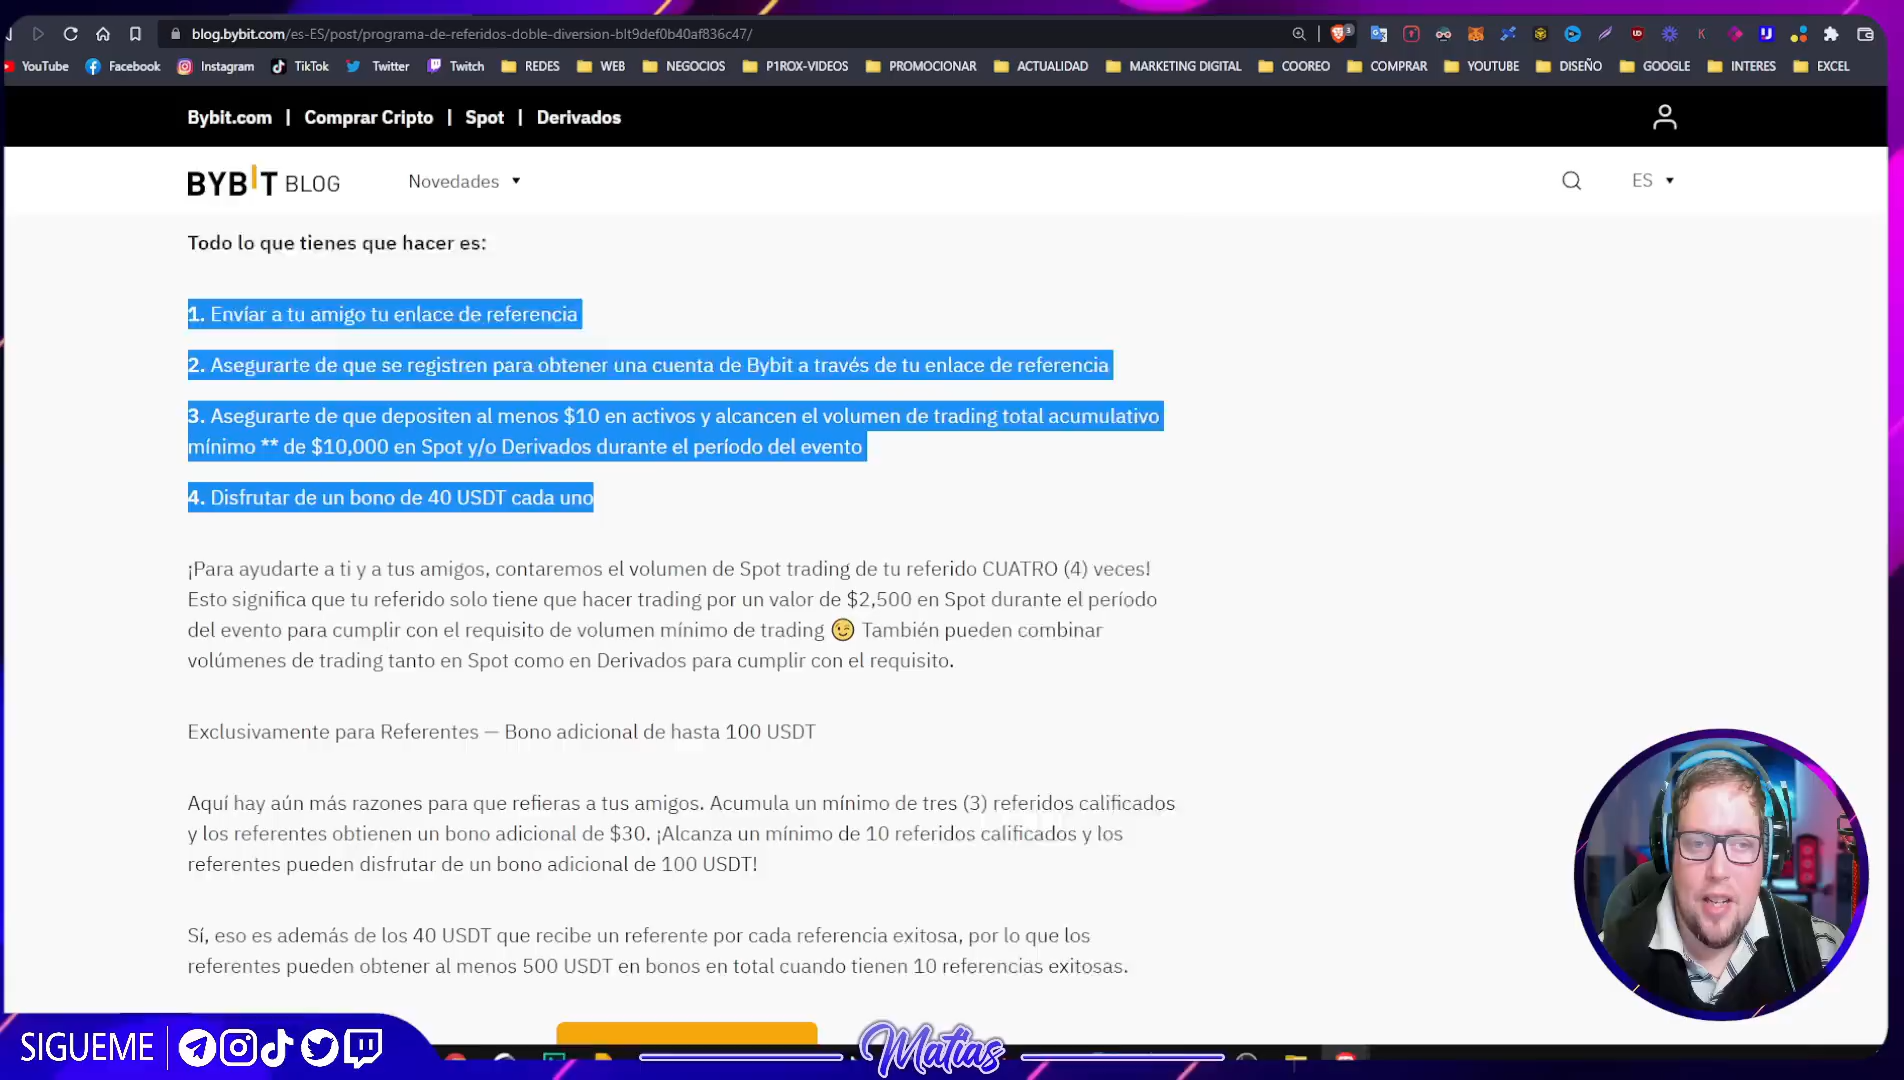 blog.bybit.com/es-ES/post/programa-de-referidos-doble-diversion-blt9def0b40af836c47/
3
YouTube Facebook Instagram TikTok Twitter Twitch REDES WEB NEGOCIOS P1ROX-VIDEOS PROMOCIONAR ACTUALIDAD MARKETING DIGITAL COOREO COMPRAR YOUTUBE DISEÑO GOOGLE INTERES EXCEL
Bybit.com | Comprar Cripto | Spot | Derivados
BYBIT BLOG Novedades ES
Todo lo que tienes que hacer es:
1. Envíar a tu amigo tu enlace de referencia
2. Asegurarte de que se registren para obtener una cuenta de Bybit a través de tu enlace de referencia
3. Asegurarte de que depositen al menos $10 en activos y alcancen el volumen de trading total acumulativo
mínimo ** de $10,000 en Spot y/o Derivados durante el período del evento
4. Disfrutar de un bono de 40 USDT cada uno
¡Para ayudarte a ti y a tus amigos, contaremos el volumen de Spot trading de tu referido CUATRO (4) veces!
Esto significa que tu referido solo tiene que hacer trading por un valor de $2,500 en Spot durante el período
del evento para cumplir con el requisito de volumen mínimo de trading 😉 También pueden combinar
volúmenes de trading tanto en Spot como en Derivados para cumplir con el requisito.
Exclusivamente para Referentes — Bono adicional de hasta 100 USDT
Aquí hay aún más razones para que refieras a tus amigos. Acumula un mínimo de tres (3) referidos calificados
y los referentes obtienen un bono adicional de $30. ¡Alcanza un mínimo de 10 referidos calificados y los
referentes pueden disfrutar de un bono adicional de 100 USDT!
Sí, eso es además de los 40 USDT que recibe un referente por cada referencia exitosa, por lo que los
referentes pueden obtener al menos 500 USDT en bonos en total cuando tienen 10 referencias exitosas.
SIGUEME
Matias